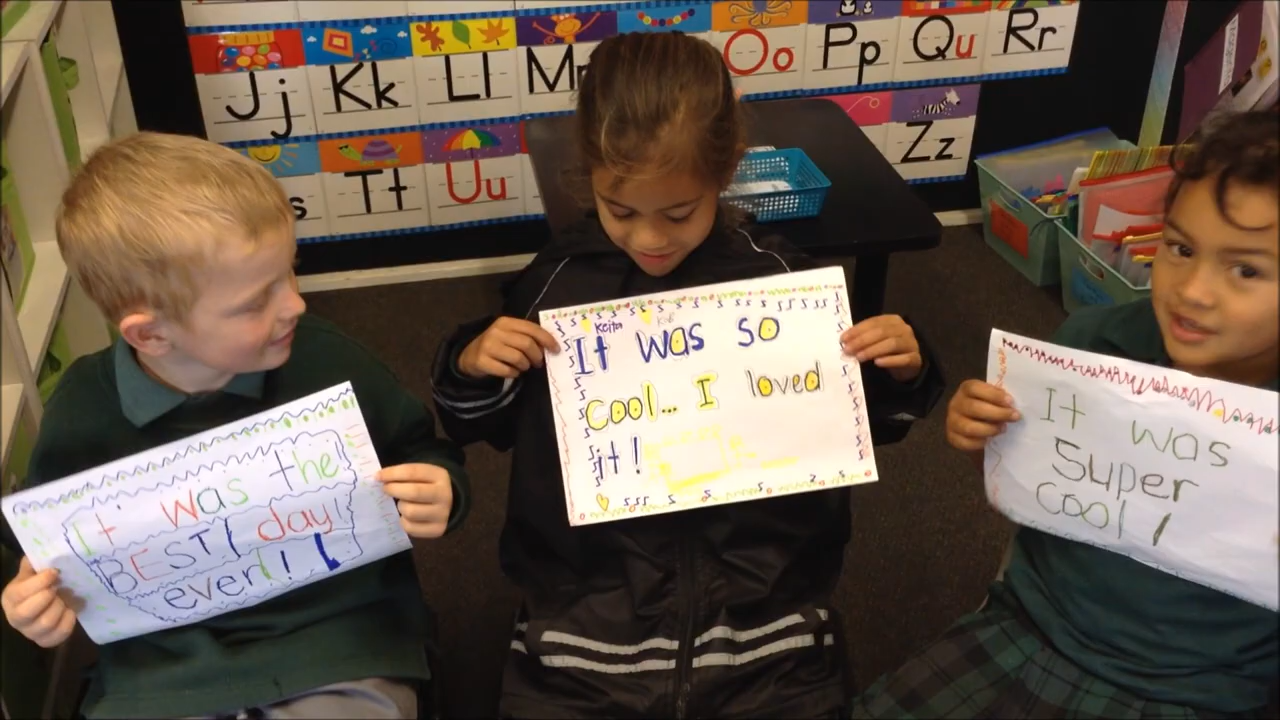 Jj Kk Ll M Oo Pp Qu Rr
s Tt Uu Zz
It was the
BEST! day!
ever!!!
Keita
It was so
cool... I loved
it!
It was
Super
cool!